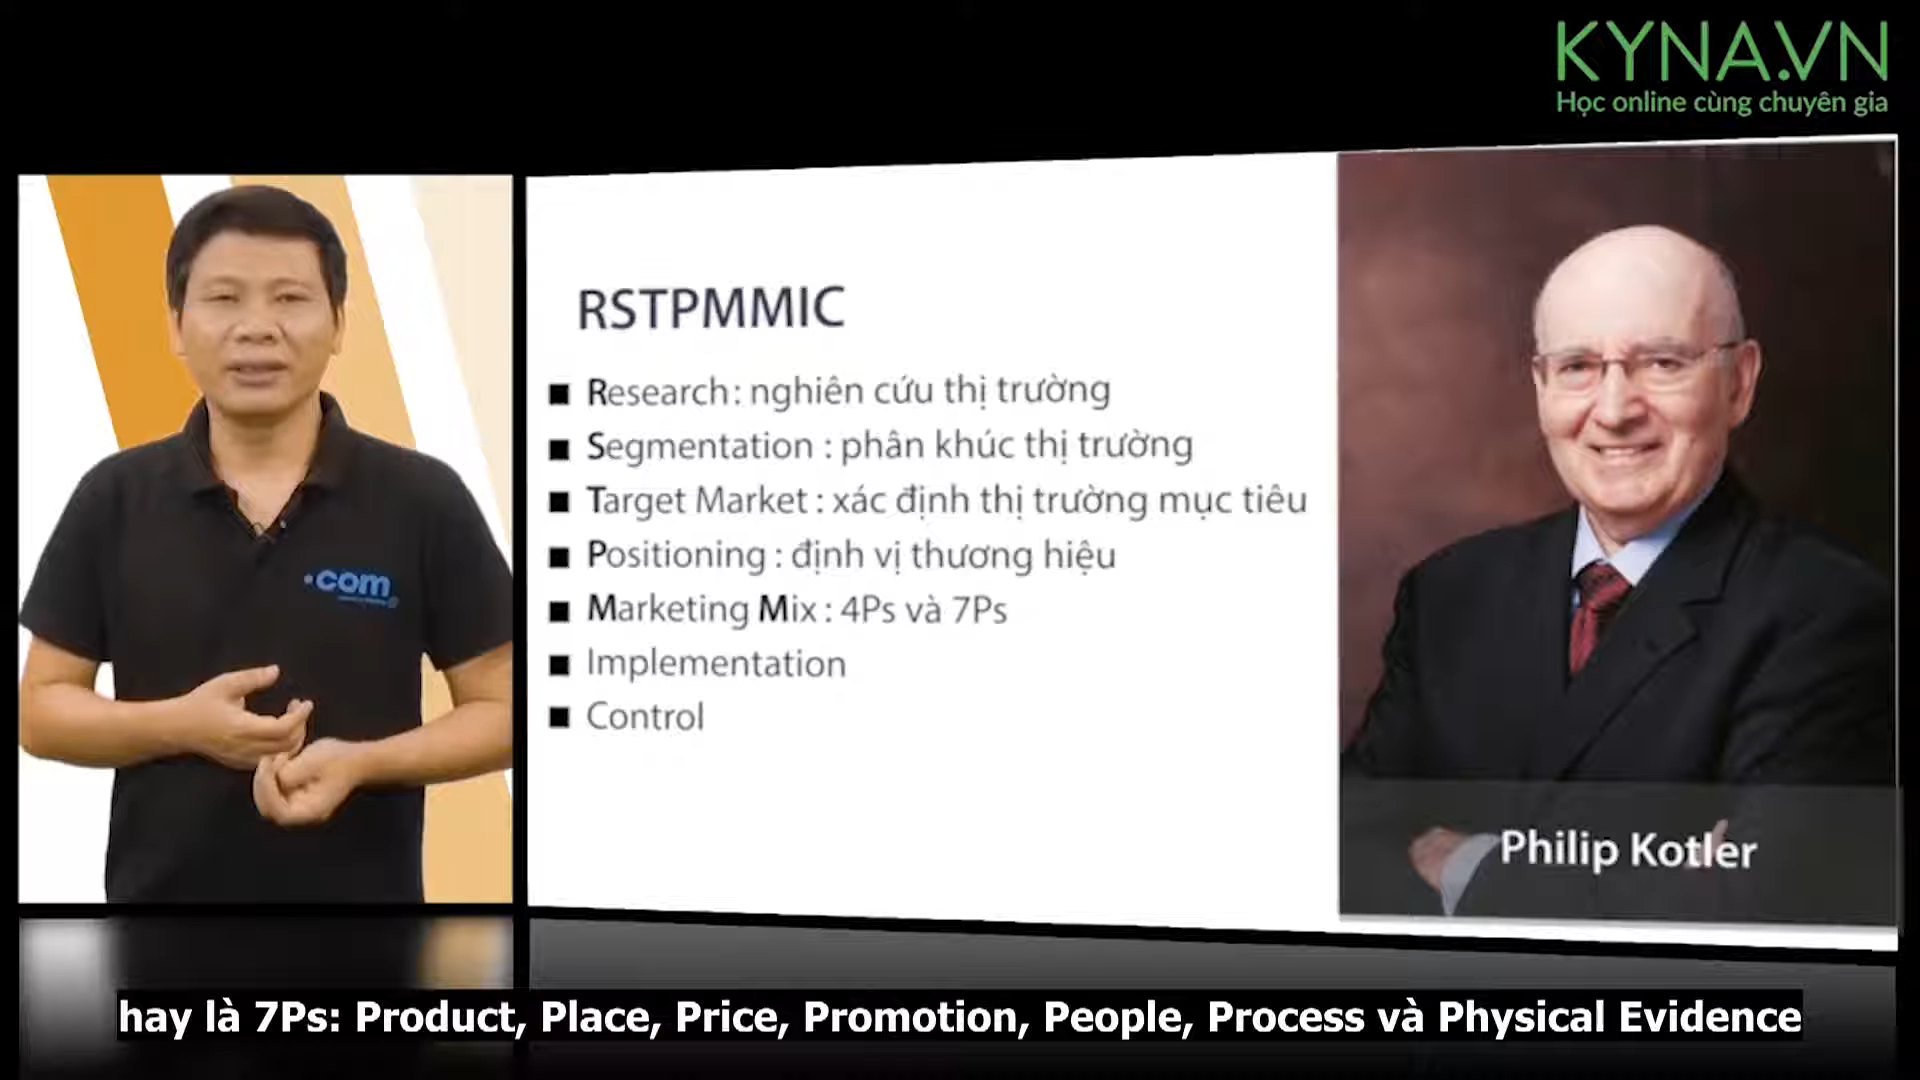 KYNA.VN
Học online cùng chuyên gia
RSTPMMIC
■ Research : nghiên cứu thị trường
■ Segmentation : phân khúc thị trường
■ Target Market : xác định thị trường mục tiêu
■ Positioning : định vị thương hiệu
■ Marketing Mix : 4Ps và 7Ps
■ Implementation
■ Control
.com
Philip Kotler
hay là 7Ps: Product, Place, Price, Promotion, People, Process và Physical Evidence